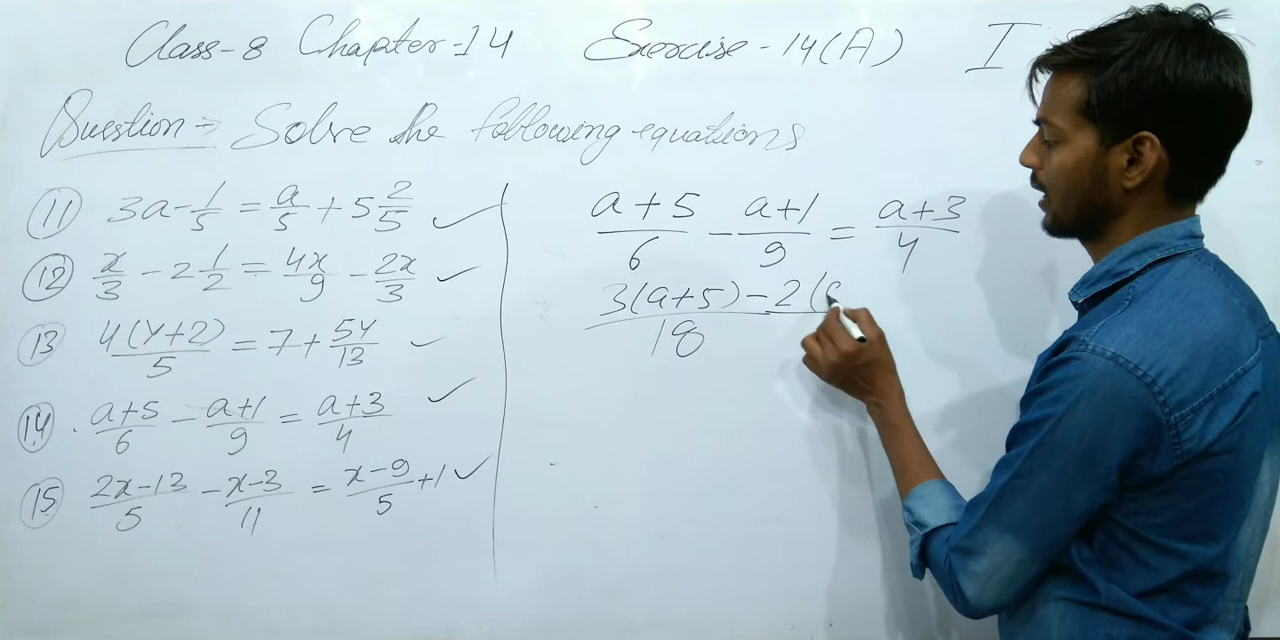 Class-8 Chapter-14 Exercise-14(A) I
Question⇒ Solve the following equations
(11) 3a - 1/5 = a/5 + 5 2/5 ✓
(12) x/3 - 2 1/2 = 4x/9 - 2x/3 ✓
(13) 4(y+2)/5 = 7 + 5y/13 ✓
(14) a+5/6 - a+1/9 = a+3/4 ✓
(15) 2x-13/5 - x-3/11 = x-9/5 + 1 ✓
a+5/6 - a+1/9 = a+3/4
3(a+5) - 2(/18